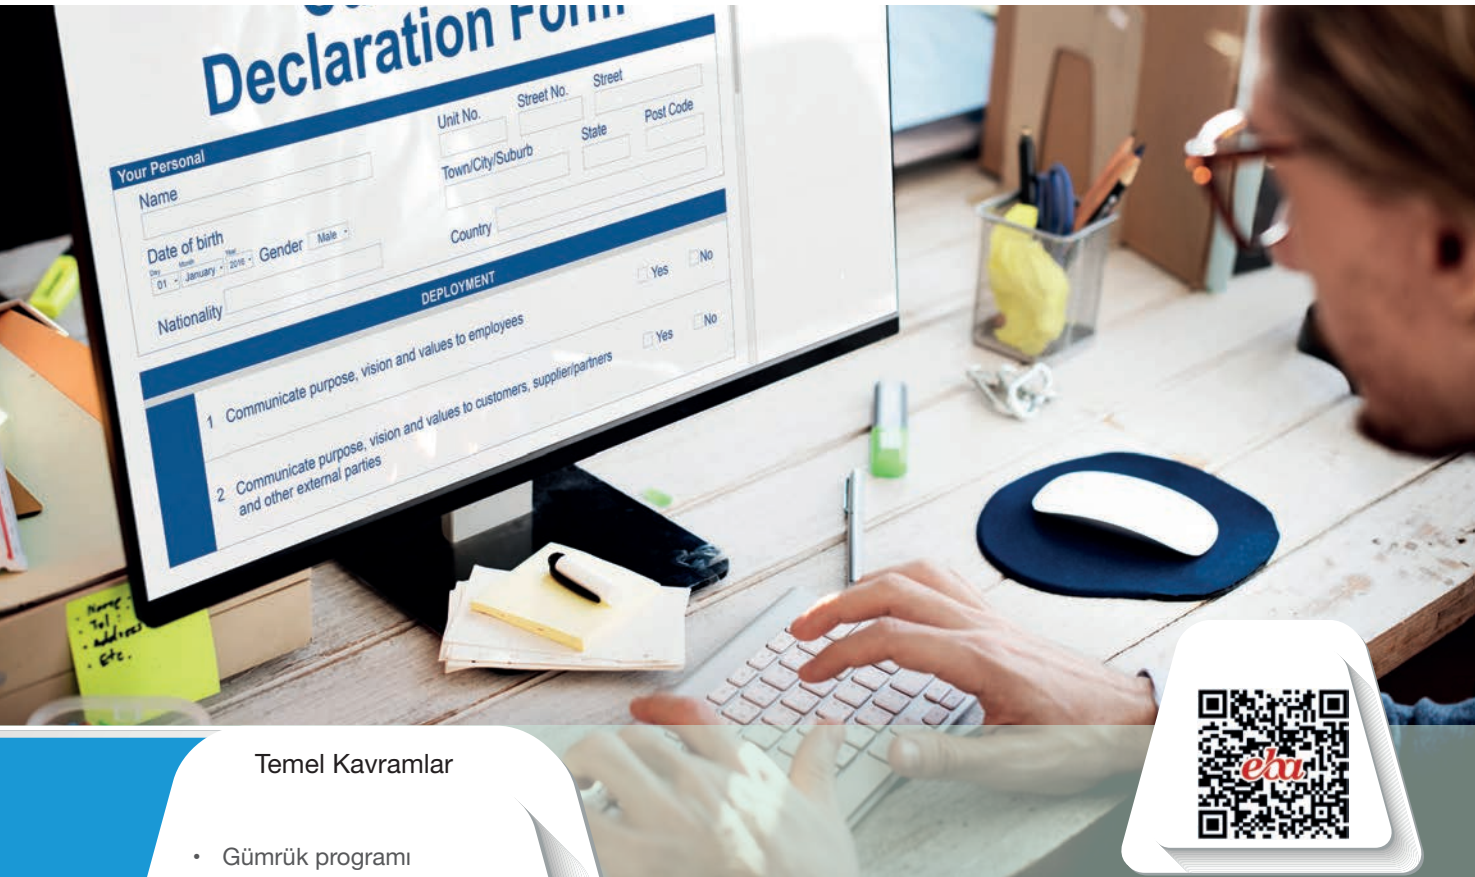 Declaration Form
Your Personal
Name
Unit No.
Street No.
Street
Town/City/Suburb
State
Post Code
Date of birth
Day
Month
Year
01
January
2016
Gender
Male
Country
Nationality
DEPLOYMENT
1 Communicate purpose, vision and values to employees
Yes
No
2 Communicate purpose, vision and values to customers, supplier/partners
and other external parties
Yes
No
Name:
. Tel:
. address
. Etc.
eba
Temel Kavramlar
• Gümrük programı